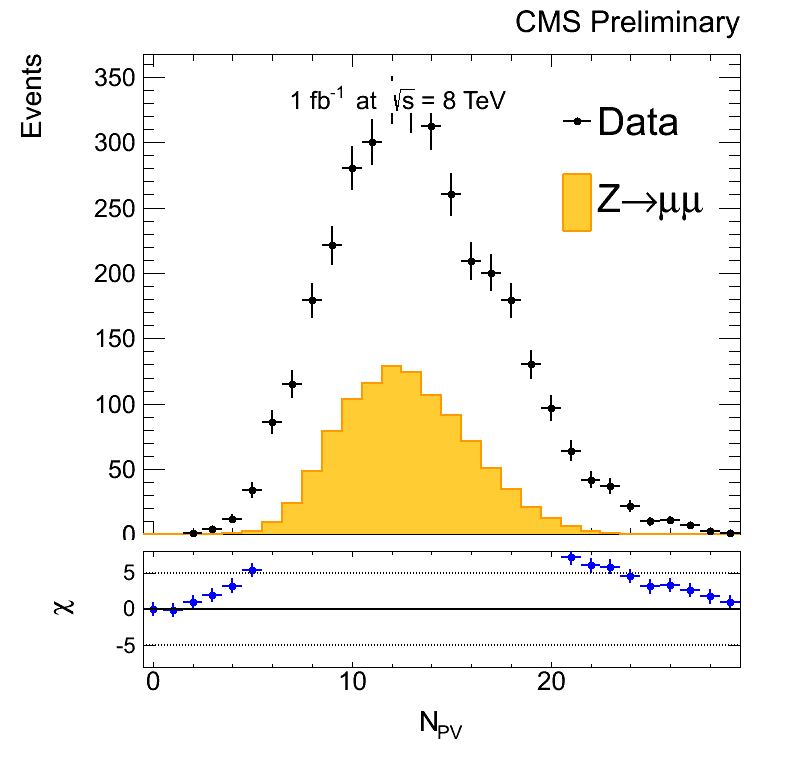 CMS Preliminary
Events
350
300
250
200
150
100
50
0
1 fb-1 at √s = 8 TeV
Data
Z→μμ
χ
5
0
-5
0 10 20
NPV